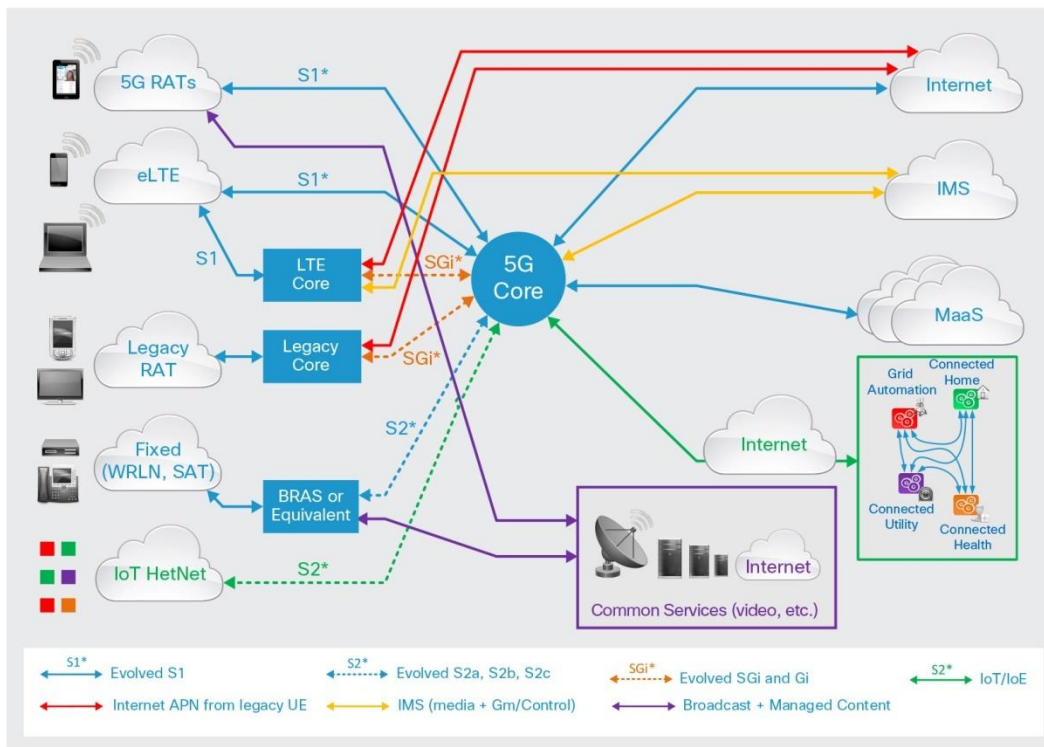 5G RATs
S1*
Internet
eLTE
S1*
IMS
S1
LTE
Core
SGi*
5G
Core
MaaS
Legacy
RAT
Legacy
Core
SGi*
Grid
Automation
Connected
Home
S2*
Internet
Fixed
(WRLN, SAT)
BRAS or
Equivalent
Connected
Utility
Connected
Health
IoT HetNet
S2*
Internet
Common Services (video, etc.)
S1*
Evolved S1
S2*
Evolved S2a, S2b, S2c
SGi*
Evolved SGi and Gi
S2*
IoT/IoE
Internet APN from legacy UE
IMS (media + Gm/Control)
Broadcast + Managed Content